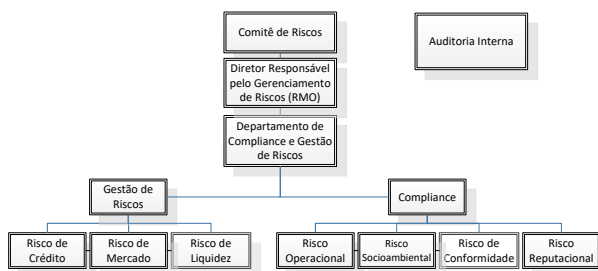 Comitê de Riscos
Auditoria Interna
Diretor Responsável
pelo Gerenciamento
de Riscos (RMO)
Departamento de
Compliance e Gestão
de Riscos
Gestão de
Riscos
Compliance
Risco de
Crédito
Risco de
Mercado
Risco de
Liquidez
Risco
Operacional
Risco
Socioambiental
Risco de
Conformidade
Risco
Reputacional